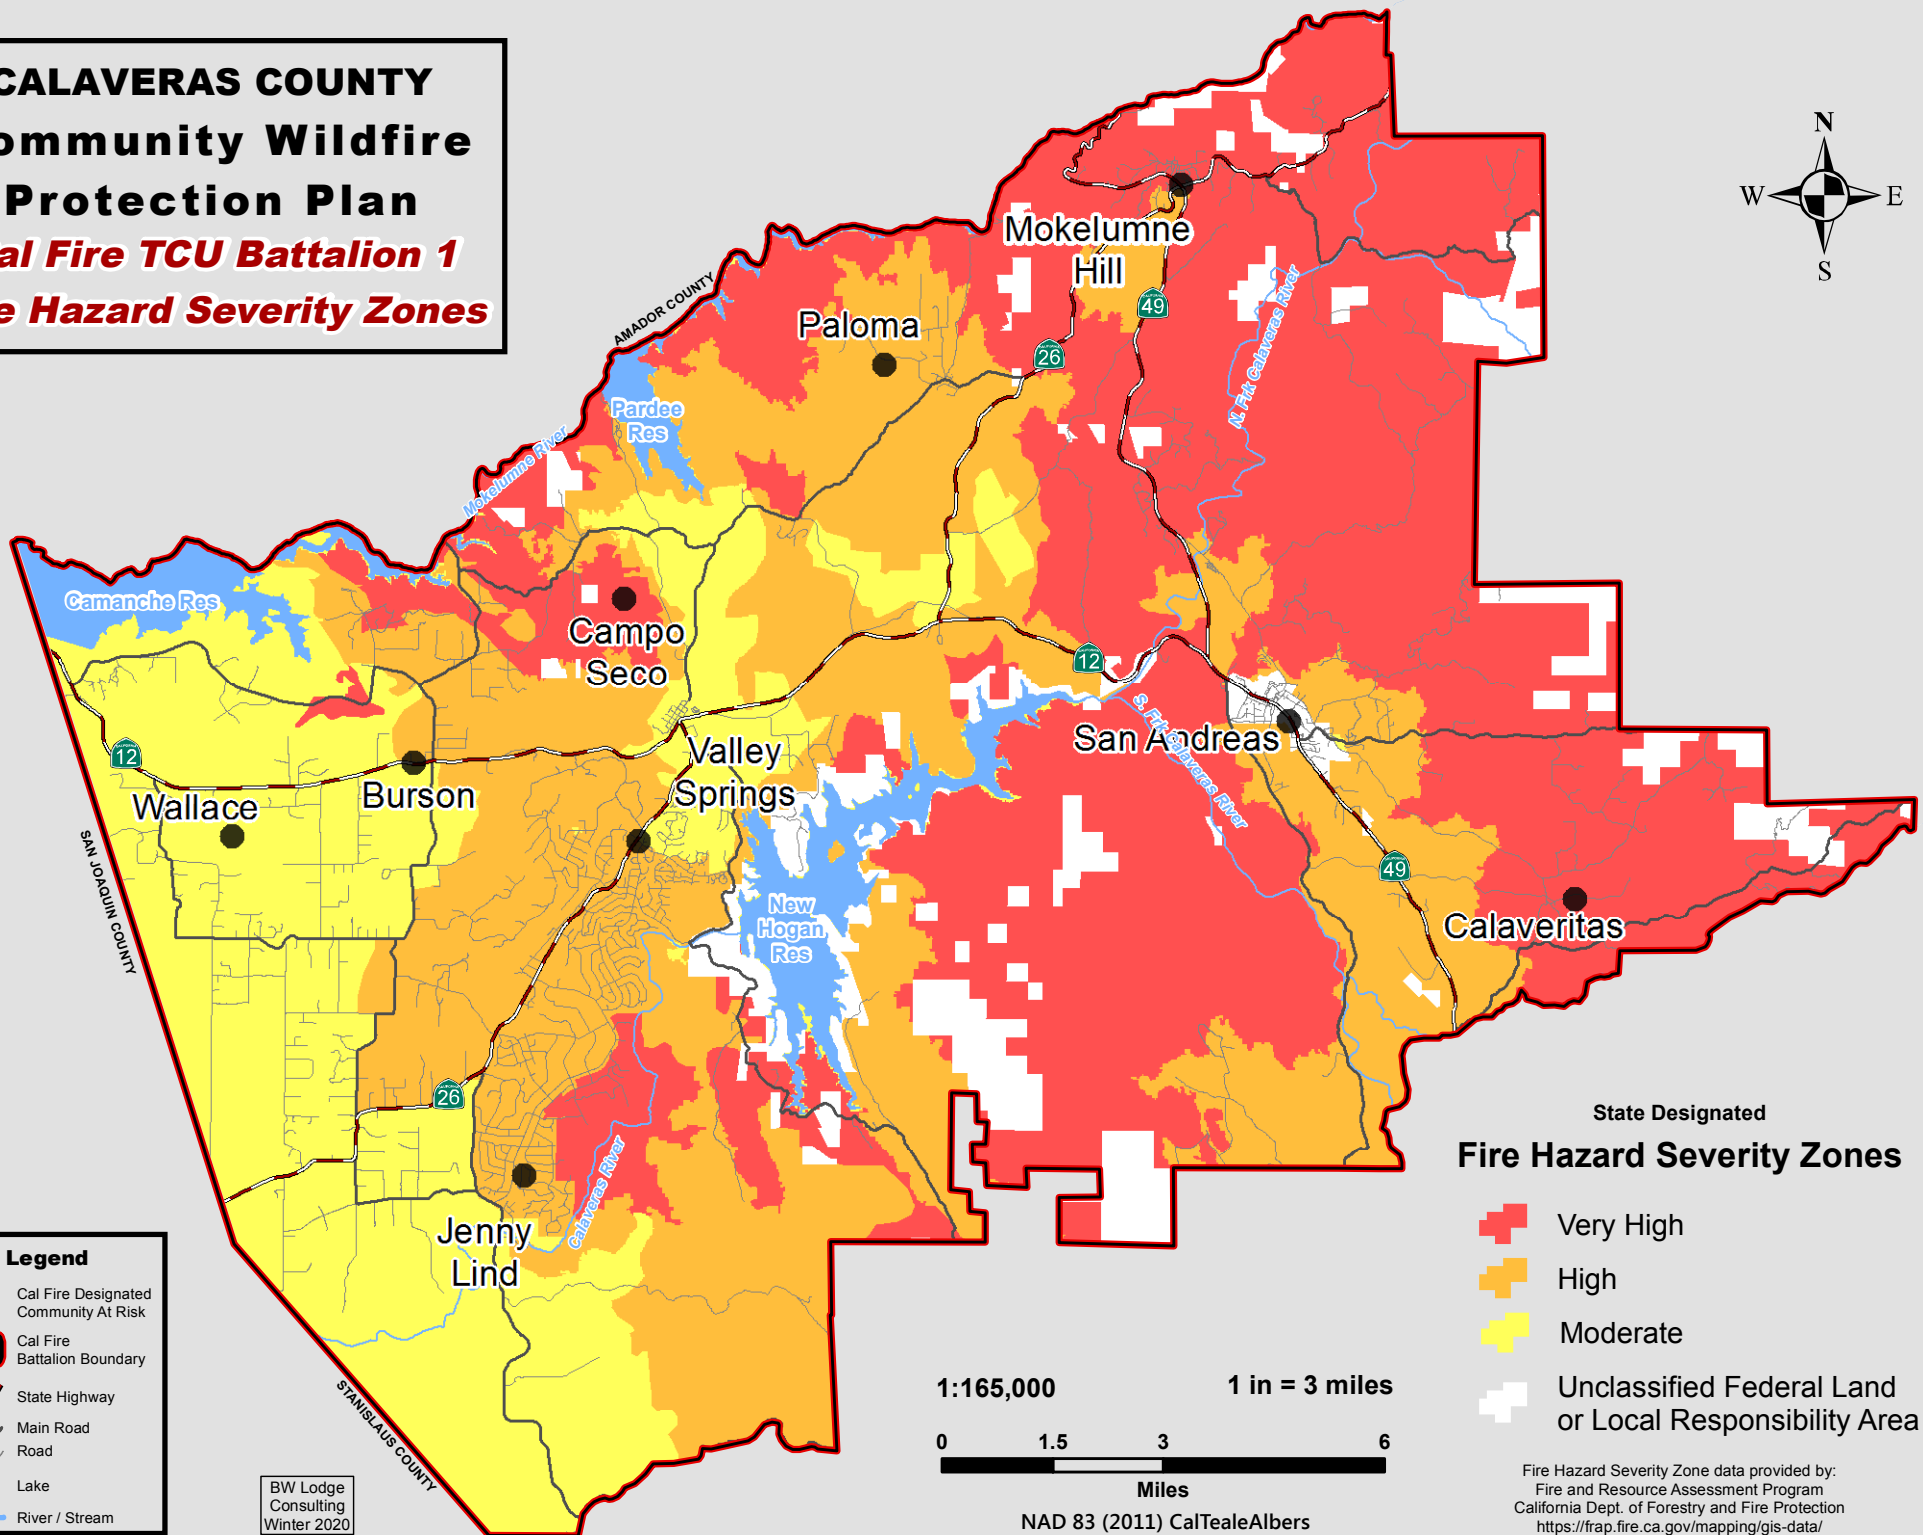 CALAVERAS COUNTY
ommunity Wildfire
Protection Plan
al Fire TCU Battalion 1
e Hazard Severity Zones
N
W E
S
Mokelumne
Hill
49
AMADOR COUNTY
Paloma
26
N. Frk Calaveras River
Pardee
Res
Mokelumne River
Camanche Res
Campo
Seco
12
S. Frk Calaveras River
San Andreas
Valley
Springs
12
Wallace
Burson
SAN JOAQUIN COUNTY
49
New
Hogan
Res
Calaveritas
26
Calaveras River
Jenny
Lind
STANISLAUS COUNTY
State Designated
Fire Hazard Severity Zones
Very High
High
Moderate
Unclassified Federal Land
or Local Responsibility Area
Legend
Cal Fire Designated
Community At Risk
Cal Fire
Battalion Boundary
State Highway
Main Road
Road
Lake
River / Stream
BW Lodge
Consulting
Winter 2020
1:165,000 1 in = 3 miles
0 1.5 3 6
Miles
NAD 83 (2011) CalTealeAlbers
Fire Hazard Severity Zone data provided by:
Fire and Resource Assessment Program
California Dept. of Forestry and Fire Protection
https://frap.fire.ca.gov/mapping/gis-data/